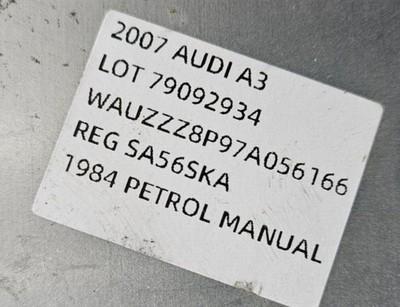 2007 AUDI A3
LOT 79092934
WAUZZZ8P97A056166
REG SA56SKA
1984 PETROL MANUAL